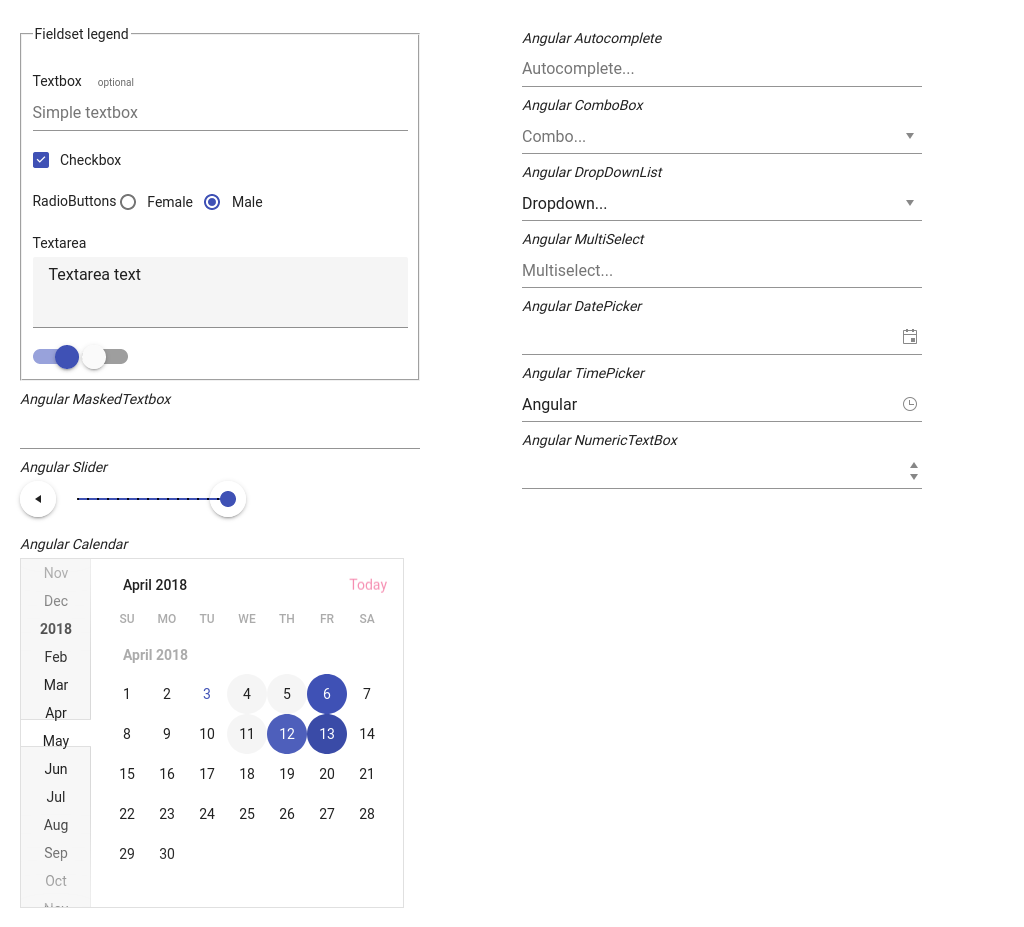 Fieldset legend
Textbox optional
Simple textbox
Checkbox
RadioButtons Female Male
Textarea
Textarea text
Angular MaskedTextbox
Angular Slider
Angular Calendar
Nov
Dec
2018
Feb
Mar
Apr
May
Jun
Jul
Aug
Sep
Oct
Nov
April 2018 Today
SU MO TU WE TH FR SA
April 2018
1 2 3 4 5 6 7
8 9 10 11 12 13 14
15 16 17 18 19 20 21
22 23 24 25 26 27 28
29 30
Angular Autocomplete
Autocomplete...
Angular ComboBox
Combo...
Angular DropDownList
Dropdown...
Angular MultiSelect
Multiselect...
Angular DatePicker
Angular TimePicker
Angular
Angular NumericTextBox